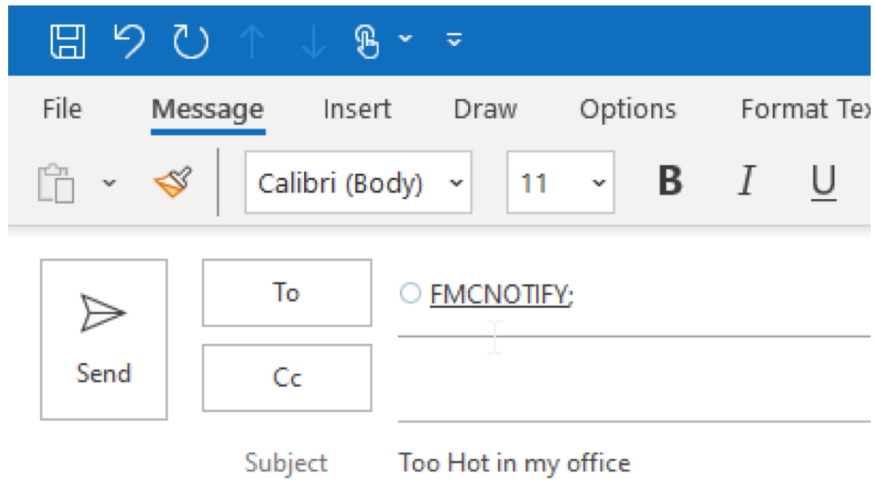 File Message Insert Draw Options Format Tex
Calibri (Body) 11 B I U
To FMCNOTIFY;
Send Cc
Subject Too Hot in my office